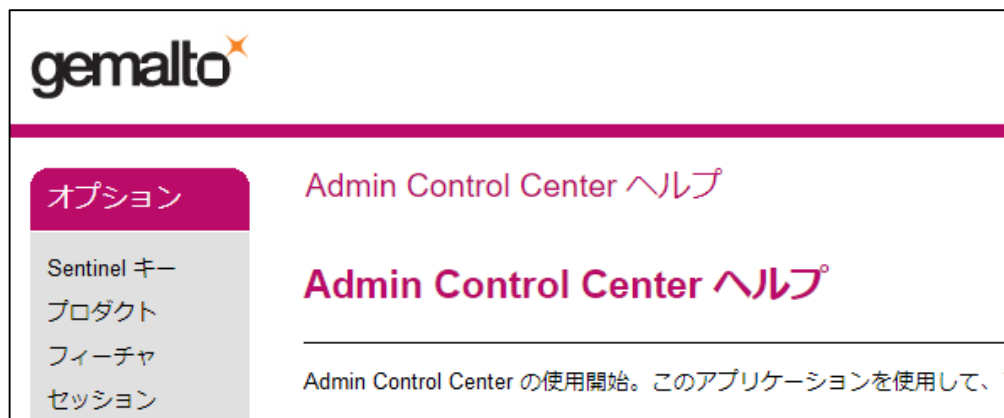 gemalto
オプション
Admin Control Center ヘルプ
Sentinel キー
プロダクト
フィーチャ
セッション
Admin Control Center ヘルプ
Admin Control Center の使用開始。このアプリケーションを使用して、